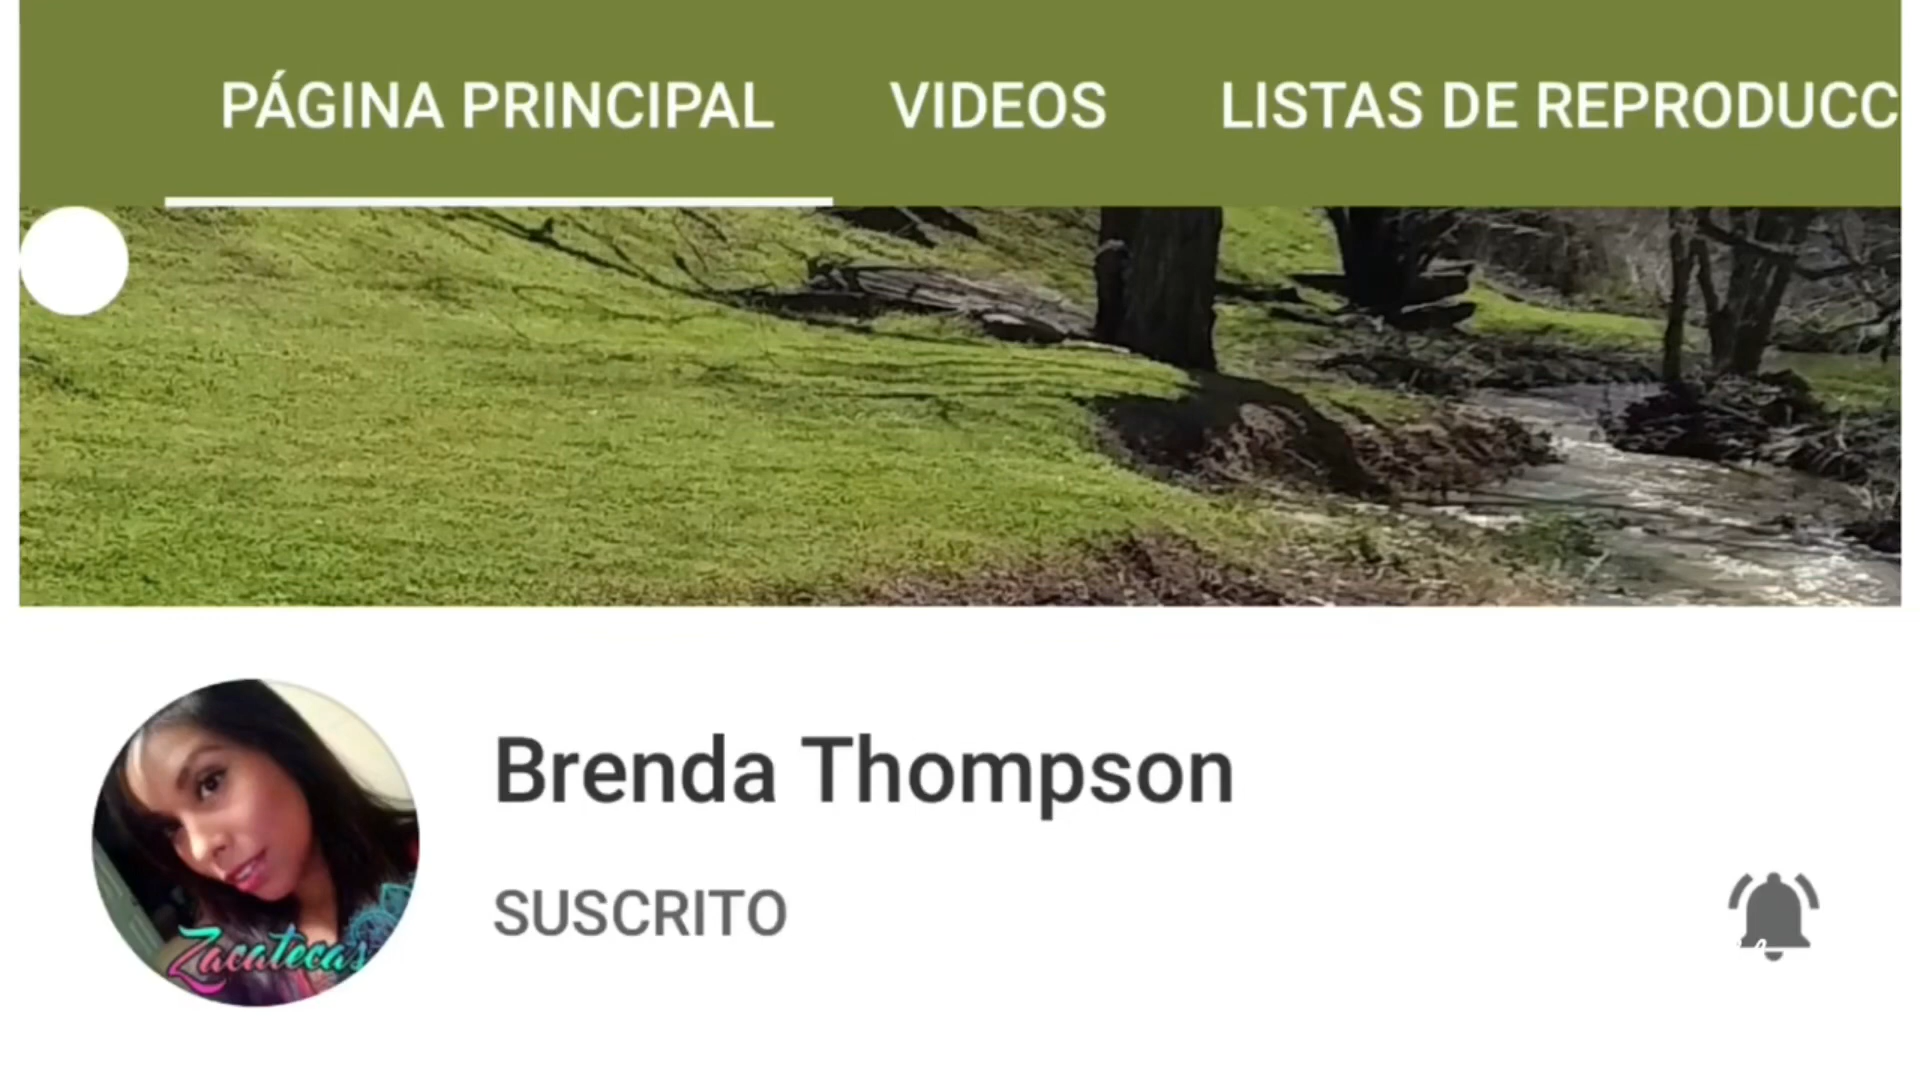 PÁGINA PRINCIPAL VIDEOS LISTAS DE REPRODUCC
Brenda Thompson
SUSCRITO
Zacatecas